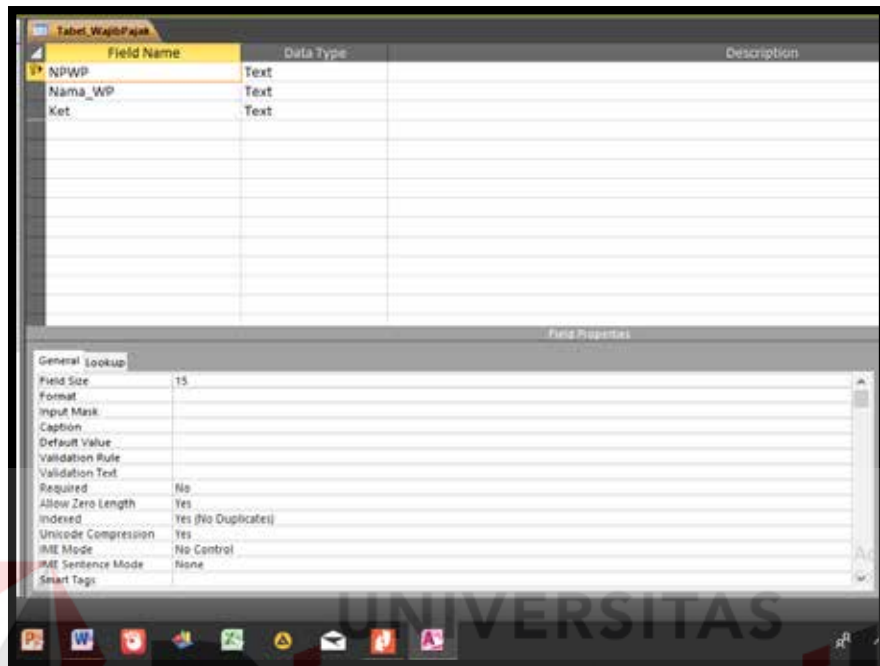 Tabel_WajibPajak
Field Name Data Type Description
NPWP Text
Nama_WP Text
Ket Text
Field Properties
General Lookup
Field Size 15
Format
Input Mask
Caption
Default Value
Validation Rule
Validation Text
Required No
Allow Zero Length Yes
Indexed Yes (No Duplicates)
Unicode Compression Yes
IME Mode No Control
IME Sentence Mode None
Smart Tags
UNIVERSITAS